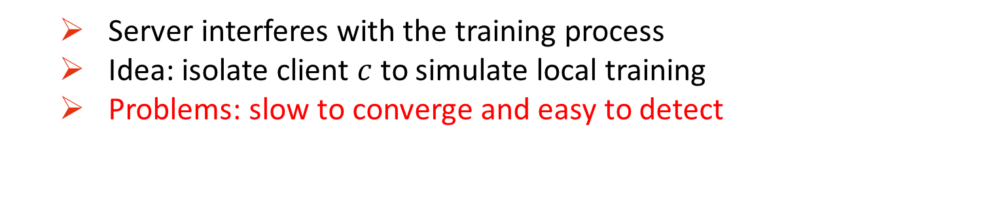 Server interferes with the training process
Idea: isolate client c to simulate local training
Problems: slow to converge and easy to detect